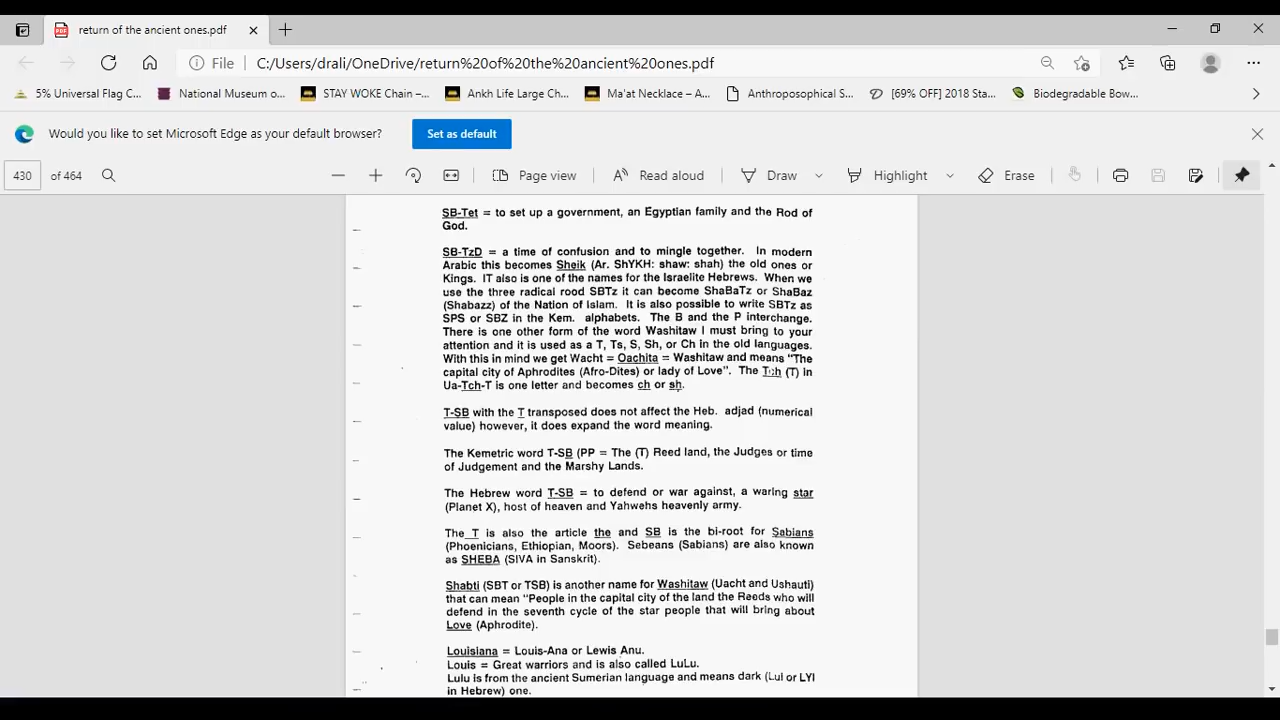 return of the ancient ones.pdf
File C:/Users/drali/OneDrive/return%20of%20the%20ancient%20ones.pdf
5% Universal Flag C... National Museum o... STAY WOKE Chain –... Ankh Life Large Ch... Ma'at Necklace – A... Anthroposophical S... [69% OFF] 2018 Sta... Biodegradable Bow...
Would you like to set Microsoft Edge as your default browser? Set as default
430 of 464 Page view Read aloud Draw Highlight Erase
SB-Tet = to set up a government, an Egyptian family and the Rod of
God.
SB-TzD = a time of confusion and to mingle together. In modern
Arabic this becomes Sheik (Ar. ShYKH: shaw: shah) the old ones or
Kings. IT also is one of the names for the Israelite Hebrews. When we
use the three radical rood SBTz it can become ShaBaTz or ShaBaz
(Shabazz) of the Nation of Islam. It is also possible to write SBTz as
SPS or SBZ in the Kem. alphabets. The B and the P interchange.
There is one other form of the word Washitaw I must bring to your
attention and it is used as a T, Ts, S, Sh, or Ch in the old languages.
With this in mind we get Wacht = Oachita = Washitaw and means "The
capital city of Aphrodites (Afro-Dites) or lady of Love". The Tch (T) in
Ua-Tch-T is one letter and becomes ch or sh.
T-SB with the T transposed does not affect the Heb. adjad (numerical
value) however, it does expand the word meaning.
The Kemetric word T-SB (PP = The (T) Reed land, the Judges or time
of Judgement and the Marshy Lands.
The Hebrew word T-SB = to defend or war against, a waring star
(Planet X), host of heaven and Yahwehs heavenly army.
The T is also the article the and SB is the bi-root for Sabians
(Phoenicians, Ethiopian, Moors). Sebeans (Sabians) are also known
as SHEBA (SIVA in Sanskrit).
Shabti (SBT or TSB) is another name for Washitaw (Uacht and Ushauti)
that can mean "People in the capital city of the land the Reeds who will
defend in the seventh cycle of the star people that will bring about
Love (Aphrodite).
Louisiana = Louis-Ana or Lewis Anu.
Louis = Great warriors and is also called LuLu.
Lulu is from the ancient Sumerian language and means dark (Lul or LYl
in Hebrew) one.